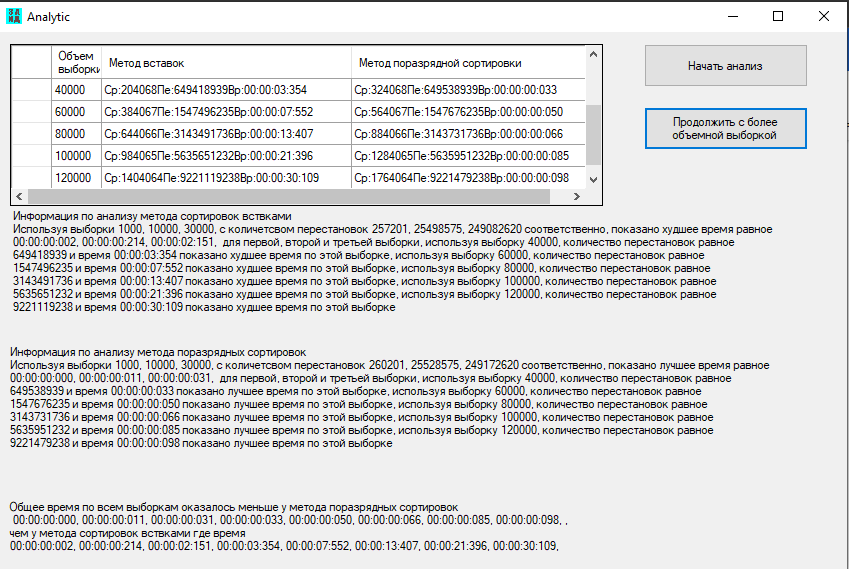 Analytic
Объем выборки Метод вставок Метод поразрядной сортировки
40000 Ср:204068Пе:649418939Вр:00:00:03:354 Ср:324068Пе:649538939Вр:00:00:00:033
60000 Ср:384067Пе:1547496235Вр:00:00:07:552 Ср:564067Пе:1547676235Вр:00:00:00:050
80000 Ср:644066Пе:3143491736Вр:00:00:13:407 Ср:884066Пе:3143731736Вр:00:00:00:066
100000 Ср:984065Пе:5635651232Вр:00:00:21:396 Ср:1284065Пе:5635951232Вр:00:00:00:085
120000 Ср:1404064Пе:9221119238Вр:00:00:30:109 Ср:1764064Пе:9221479238Вр:00:00:00:098
Начать анализ
Продолжить с более
объемной выборкой
Информация по анализу метода сортировок вствками
Используя выборки 1000, 10000, 30000, с количетсвом перестановок 257201, 25498575, 249082620 соответственно, показано худшее время равное
00:00:00:002, 00:00:00:214, 00:00:02:151, для первой, второй и третьей выборки, используя выборку 40000, количество перестановок равное
649418939 и время 00:00:03:354 показано худшее время по этой выборке, используя выборку 60000, количество перестановок равное
1547496235 и время 00:00:07:552 показано худшее время по этой выборке, используя выборку 80000, количество перестановок равное
3143491736 и время 00:00:13:407 показано худшее время по этой выборке, используя выборку 100000, количество перестановок равное
5635651232 и время 00:00:21:396 показано худшее время по этой выборке, используя выборку 120000, количество перестановок равное
9221119238 и время 00:00:30:109 показано худшее время по этой выборке
Информация по анализу метода поразрядных сортировок
Используя выборки 1000, 10000, 30000, с количетсвом перестановок 260201, 25528575, 249172620 соответственно, показано лучшее время равное
00:00:00:000, 00:00:00:011, 00:00:00:031, для первой, второй и третьей выборки, используя выборку 40000, количество перестановок равное
649538939 и время 00:00:00:033 показано лучшее время по этой выборке, используя выборку 60000, количество перестановок равное
1547676235 и время 00:00:00:050 показано лучшее время по этой выборке, используя выборку 80000, количество перестановок равное
3143731736 и время 00:00:00:066 показано лучшее время по этой выборке, используя выборку 100000, количество перестановок равное
5635951232 и время 00:00:00:085 показано лучшее время по этой выборке, используя выборку 120000, количество перестановок равное
9221479238 и время 00:00:00:098 показано лучшее время по этой выборке
Общее время по всем выборкам оказалось меньше у метода поразрядных сортировок
00:00:00:000, 00:00:00:011, 00:00:00:031, 00:00:00:033, 00:00:00:050, 00:00:00:066, 00:00:00:085, 00:00:00:098, ,
чем у метода сортировок вствками где время
00:00:00:002, 00:00:00:214, 00:00:02:151, 00:00:03:354, 00:00:07:552, 00:00:13:407, 00:00:21:396, 00:00:30:109,